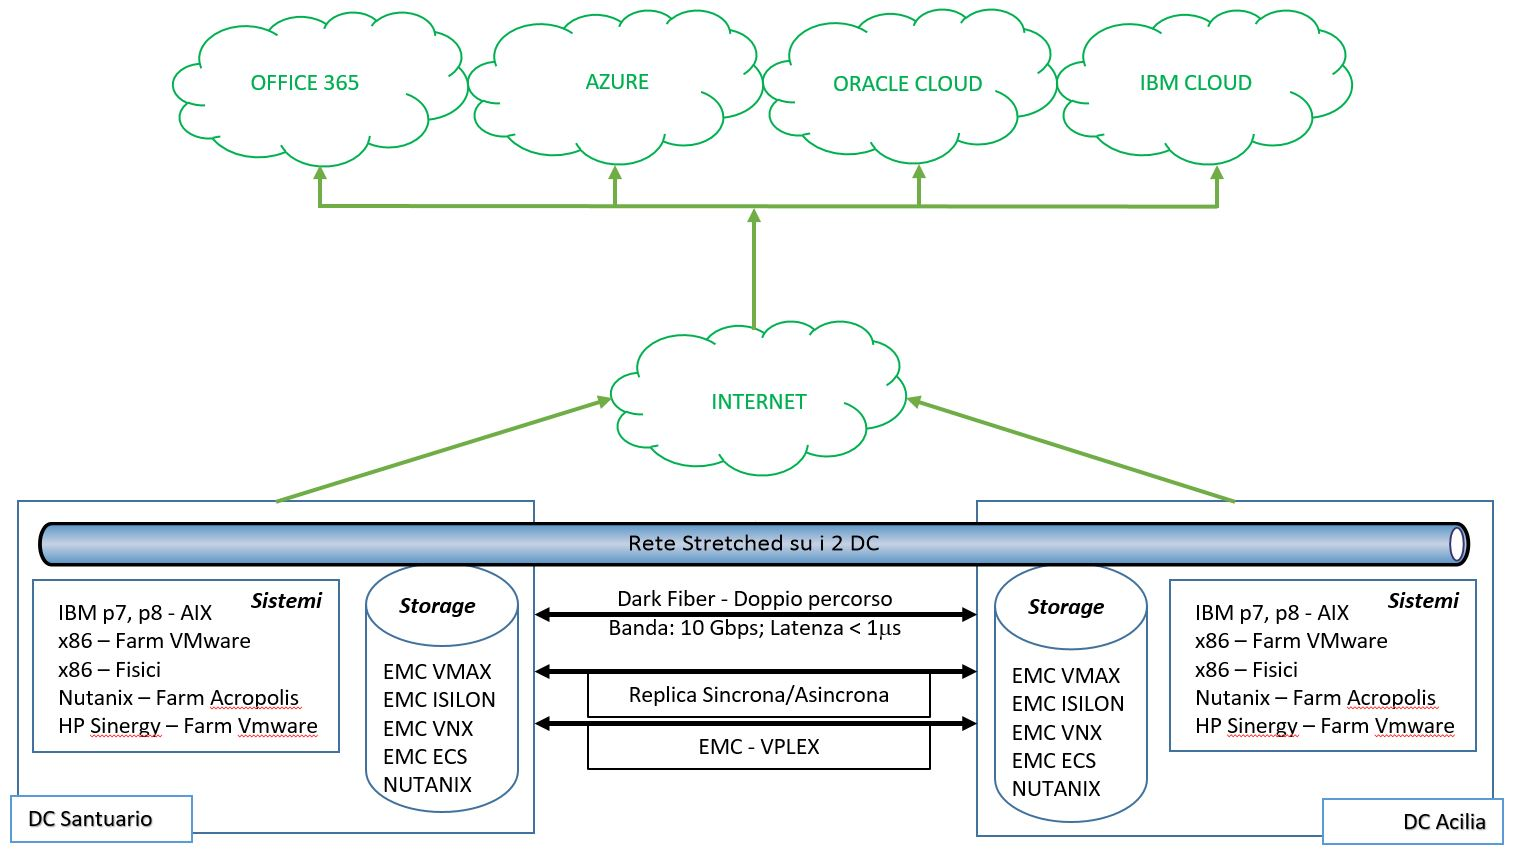 OFFICE 365
AZURE
ORACLE CLOUD
IBM CLOUD
INTERNET
Rete Stretched su i 2 DC
Sistemi
IBM p7, p8 - AIX
x86 – Farm VMware
x86 – Fisici
Nutanix – Farm Acropolis
HP Sinergy – Farm Vmware
Storage
EMC VMAX
EMC ISILON
EMC VNX
EMC ECS
NUTANIX
DC Santuario
Dark Fiber - Doppio percorso
Banda: 10 Gbps; Latenza < 1μs
Replica Sincrona/Asincrona
EMC - VPLEX
Storage
EMC VMAX
EMC ISILON
EMC VNX
EMC ECS
NUTANIX
Sistemi
IBM p7, p8 - AIX
x86 – Farm VMware
x86 – Fisici
Nutanix – Farm Acropolis
HP Sinergy – Farm Vmware
DC Acilia